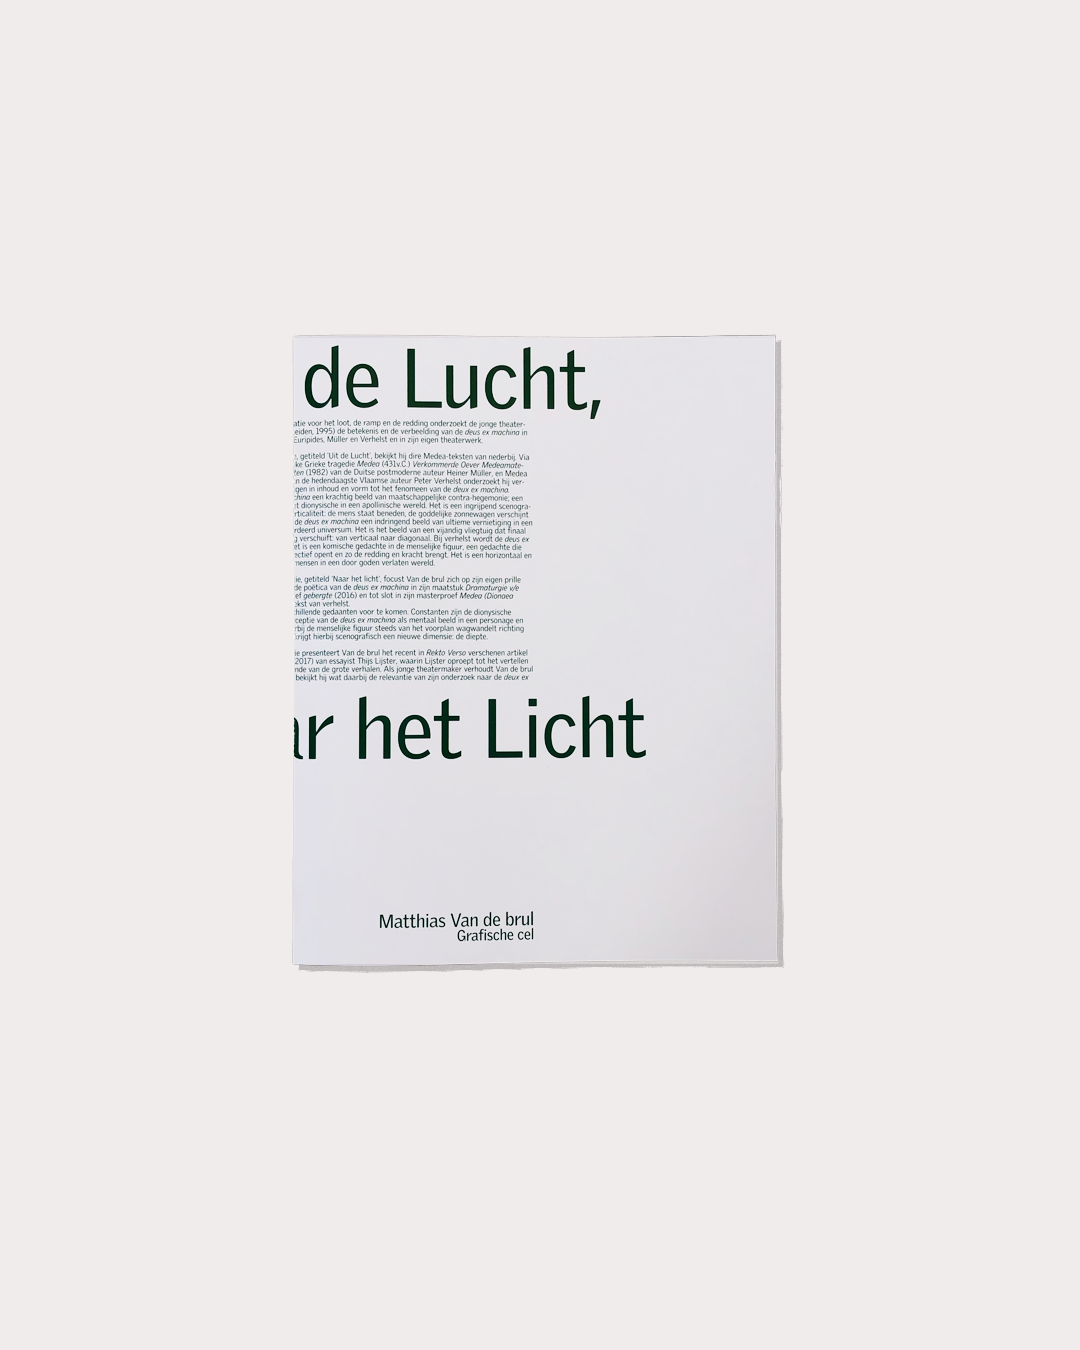 de Lucht,
atie voor het loot, de ramp en de redding onderzoekt de jonge theater-
eiden, 1995) de betekenis en de verbeelding van de deus ex machina in
Euripides, Müller en Verhelst en in zijn eigen theaterwerk.
, getiteld 'Uit de Lucht', bekijkt hij dire Medea-teksten van nederbij. Via
ke Grieke tragedie Medea (431v.C.) Verkommerde Oever Medeamate-
ten (1982) van de Duitse postmoderne auteur Heiner Müller, en Medea
n de hedendaagste Vlaamse auteur Peter Verhelst onderzoekt hij ver-
gen in inhoud en vorm tot het fenomeen van de deux ex machina.
china een krachtig beeld van maatschappelijke contra-hegemonie; een
t dionysische in een apollinische wereld. Het is een ingrijpend scenogra-
rticaliteit: de mens staat beneden, de goddelijke zonnewagen verschijnt
de deus ex machina een indringend beeld van ultieme vernietiging in een
rdeerd universum. Het is het beeld van een vijandig vliegtuig dat finaal
g verschuift: van verticaal naar diagonaal. Bij verhelst wordt de deus ex
et is een komische gedachte in de menselijke figuur, een gedachte die
ectief opent en zo de redding en kracht brengt. Het is een horizontaal en
mensen in een door goden verlaten wereld.
ie, getiteld 'Naar het licht', focust Van de brul zich op zijn eigen prille
de poëtica van de deus ex machina in zijn maatstuk Dramaturgie v/e
ef gebergte (2016) en tot slot in zijn masterproef Medea (Dionaea
ekst van verhelst.
chillende gedaanten voor te komen. Constanten zijn de dionysische
ceptie van de deus ex machina als mentaal beeld in een personage en
rbij de menselijke figuur steeds van het voorplan wagwandelt richting
krijgt hierbij scenografisch een nieuwe dimensie: de diepte.
ie presenteert Van de brul het recent in Rekto Verso verschenen artikel
2017) van essayist Thijs Lijster, waarin Lijster oproept tot het vertellen
nde van de grote verhalen. Als jonge theatermaker verhoudt Van de brul
bekijkt hij wat daarbij de relevantie van zijn onderzoek naar de deus ex
ar het Licht
Matthias Van de brul
Grafische cel